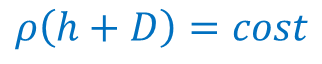 ρ(h + D) = cost